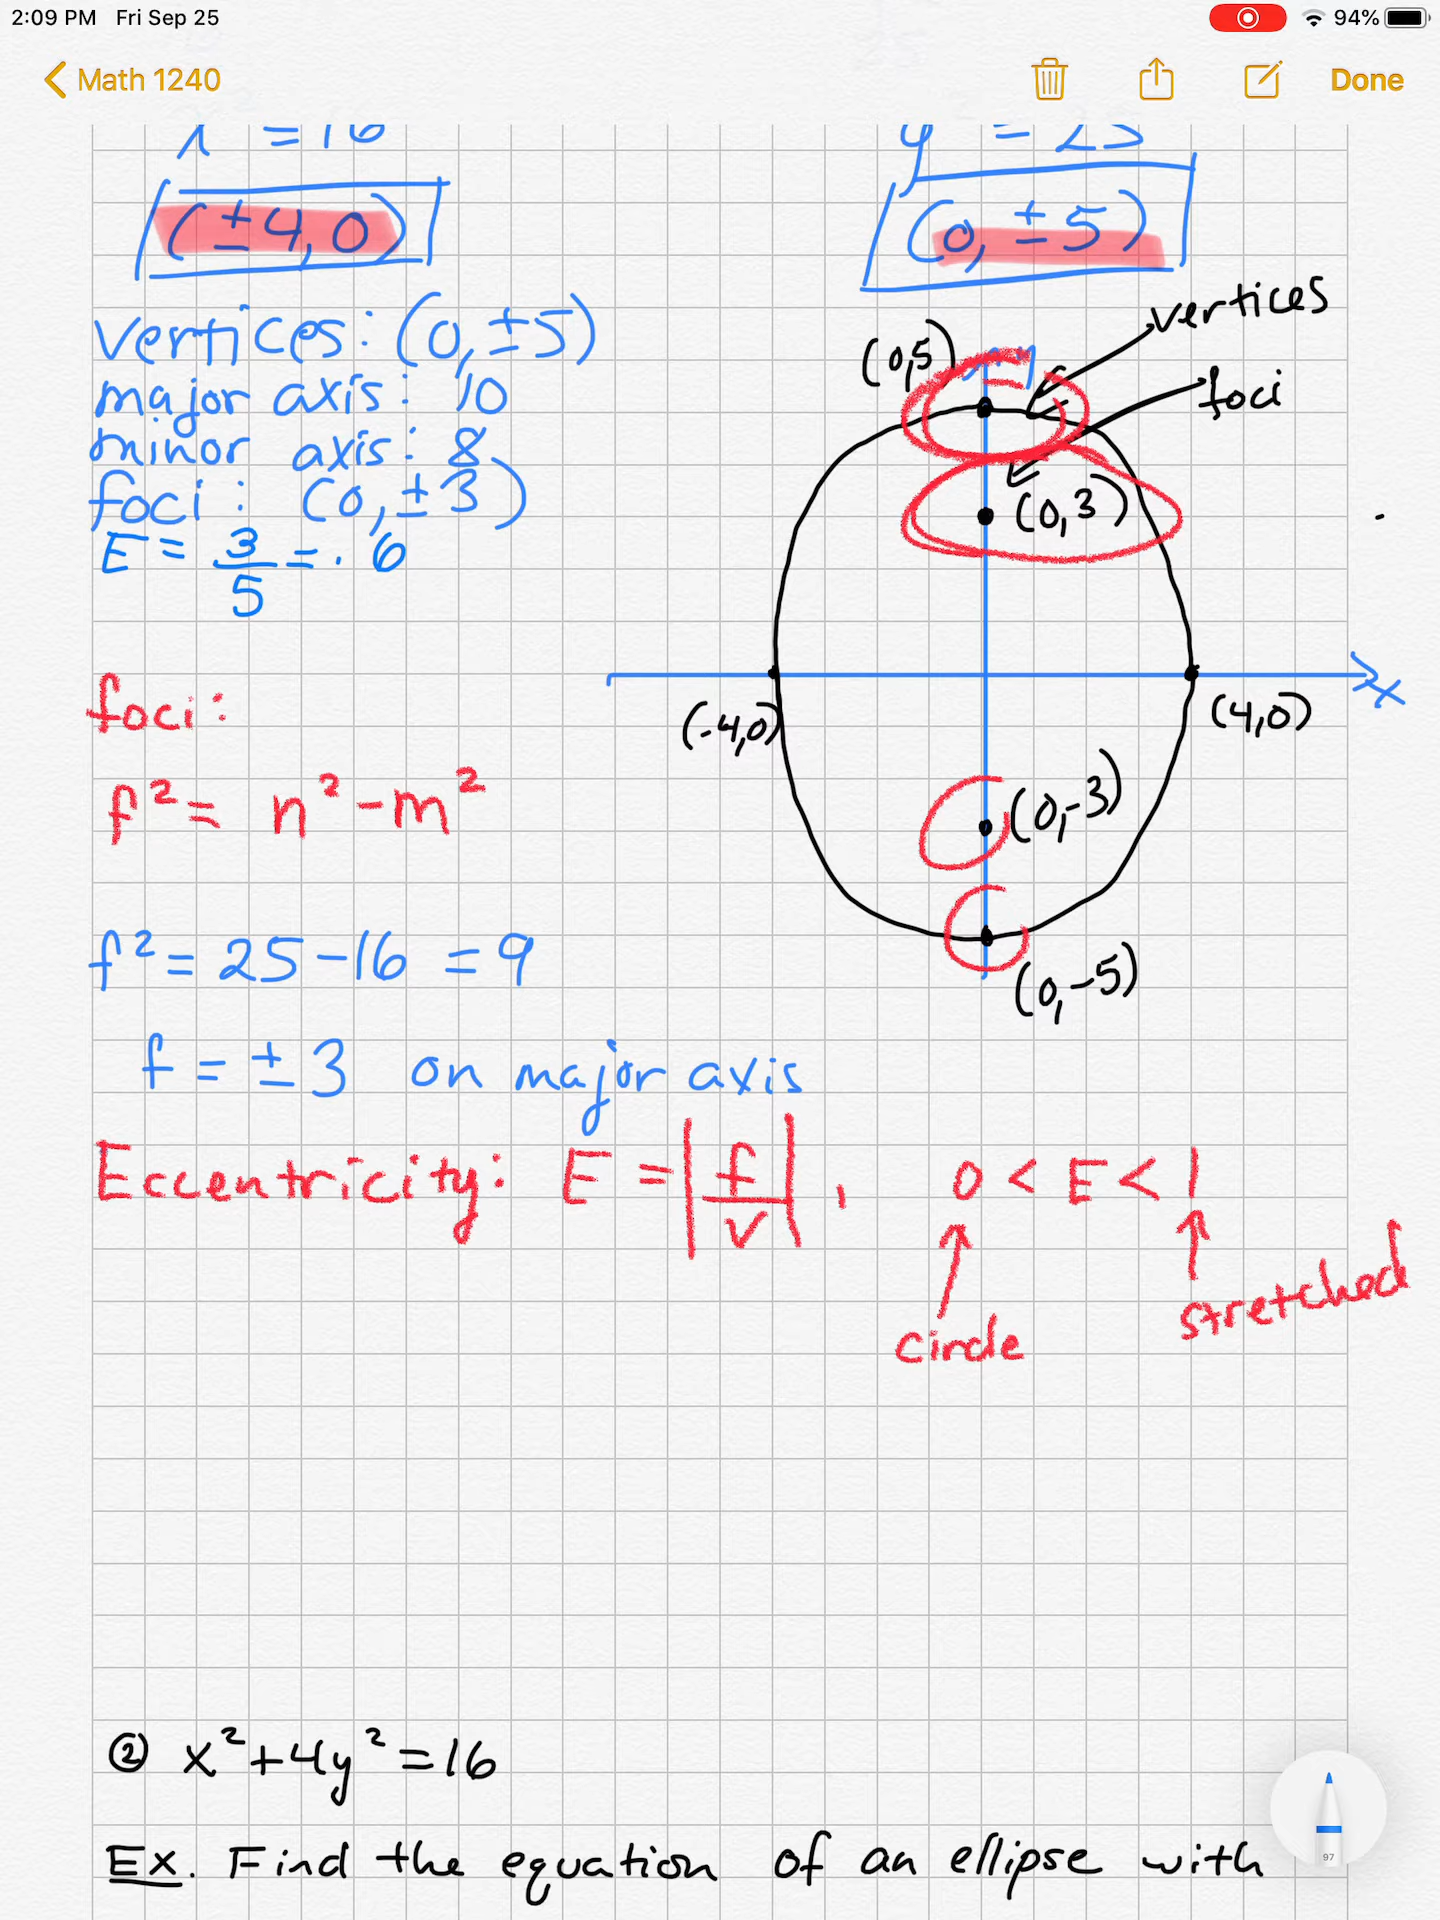 2:09 PM Fri Sep 25
94%
Math 1240
Done
= 16
y = 25
(±4,0)
(0, ±5)
vertices: (0, ±5)
major axis: 10
minor axis: 8
foci: (0, ±3)
E = 3/5 = .6
vertices
foci
(0,5)
(0,3)
x
(-4,0)
(4,0)
(0,-3)
(0,-5)
foci:
f² = n² - m²
f² = 25 - 16 = 9
f = ±3 on major axis
Eccentricity: E = |f/v|, 0 < E < 1
circle
stretched
② x² + 4y² = 16
97
Ex. Find the equation of an ellipse with